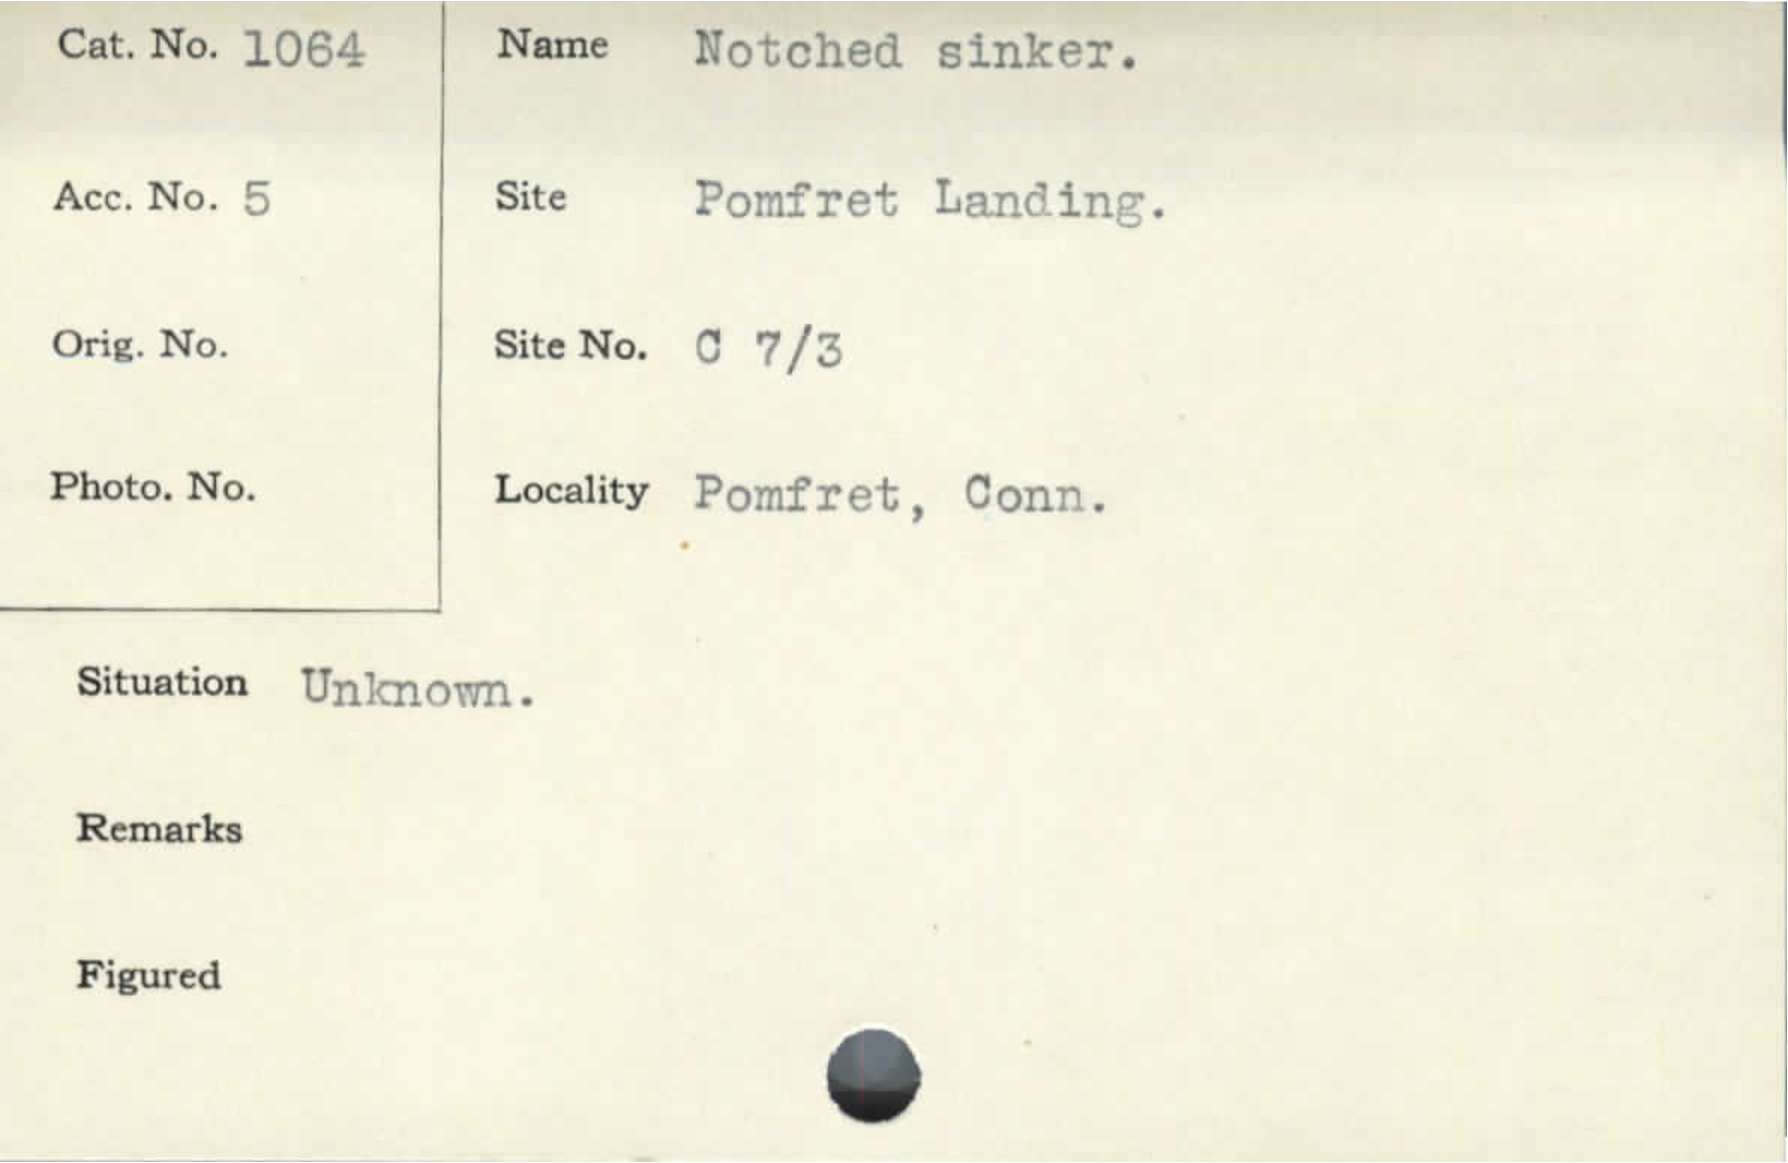 Cat. No. 1064
Name Notched sinker.
Acc. No. 5
Site Pomfret Landing.
Orig. No.
Site No. C 7/3
Photo. No.
Locality Pomfret, Conn.
Situation Unknown.
Remarks
Figured